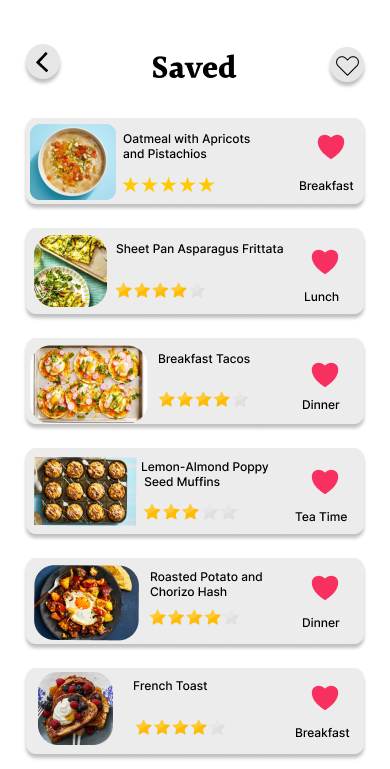 Saved
Oatmeal with Apricots
and Pistachios
Breakfast
Sheet Pan Asparagus Frittata
Lunch
Breakfast Tacos
Dinner
Lemon-Almond Poppy
Seed Muffins
Tea Time
Roasted Potato and
Chorizo Hash
Dinner
French Toast
Breakfast